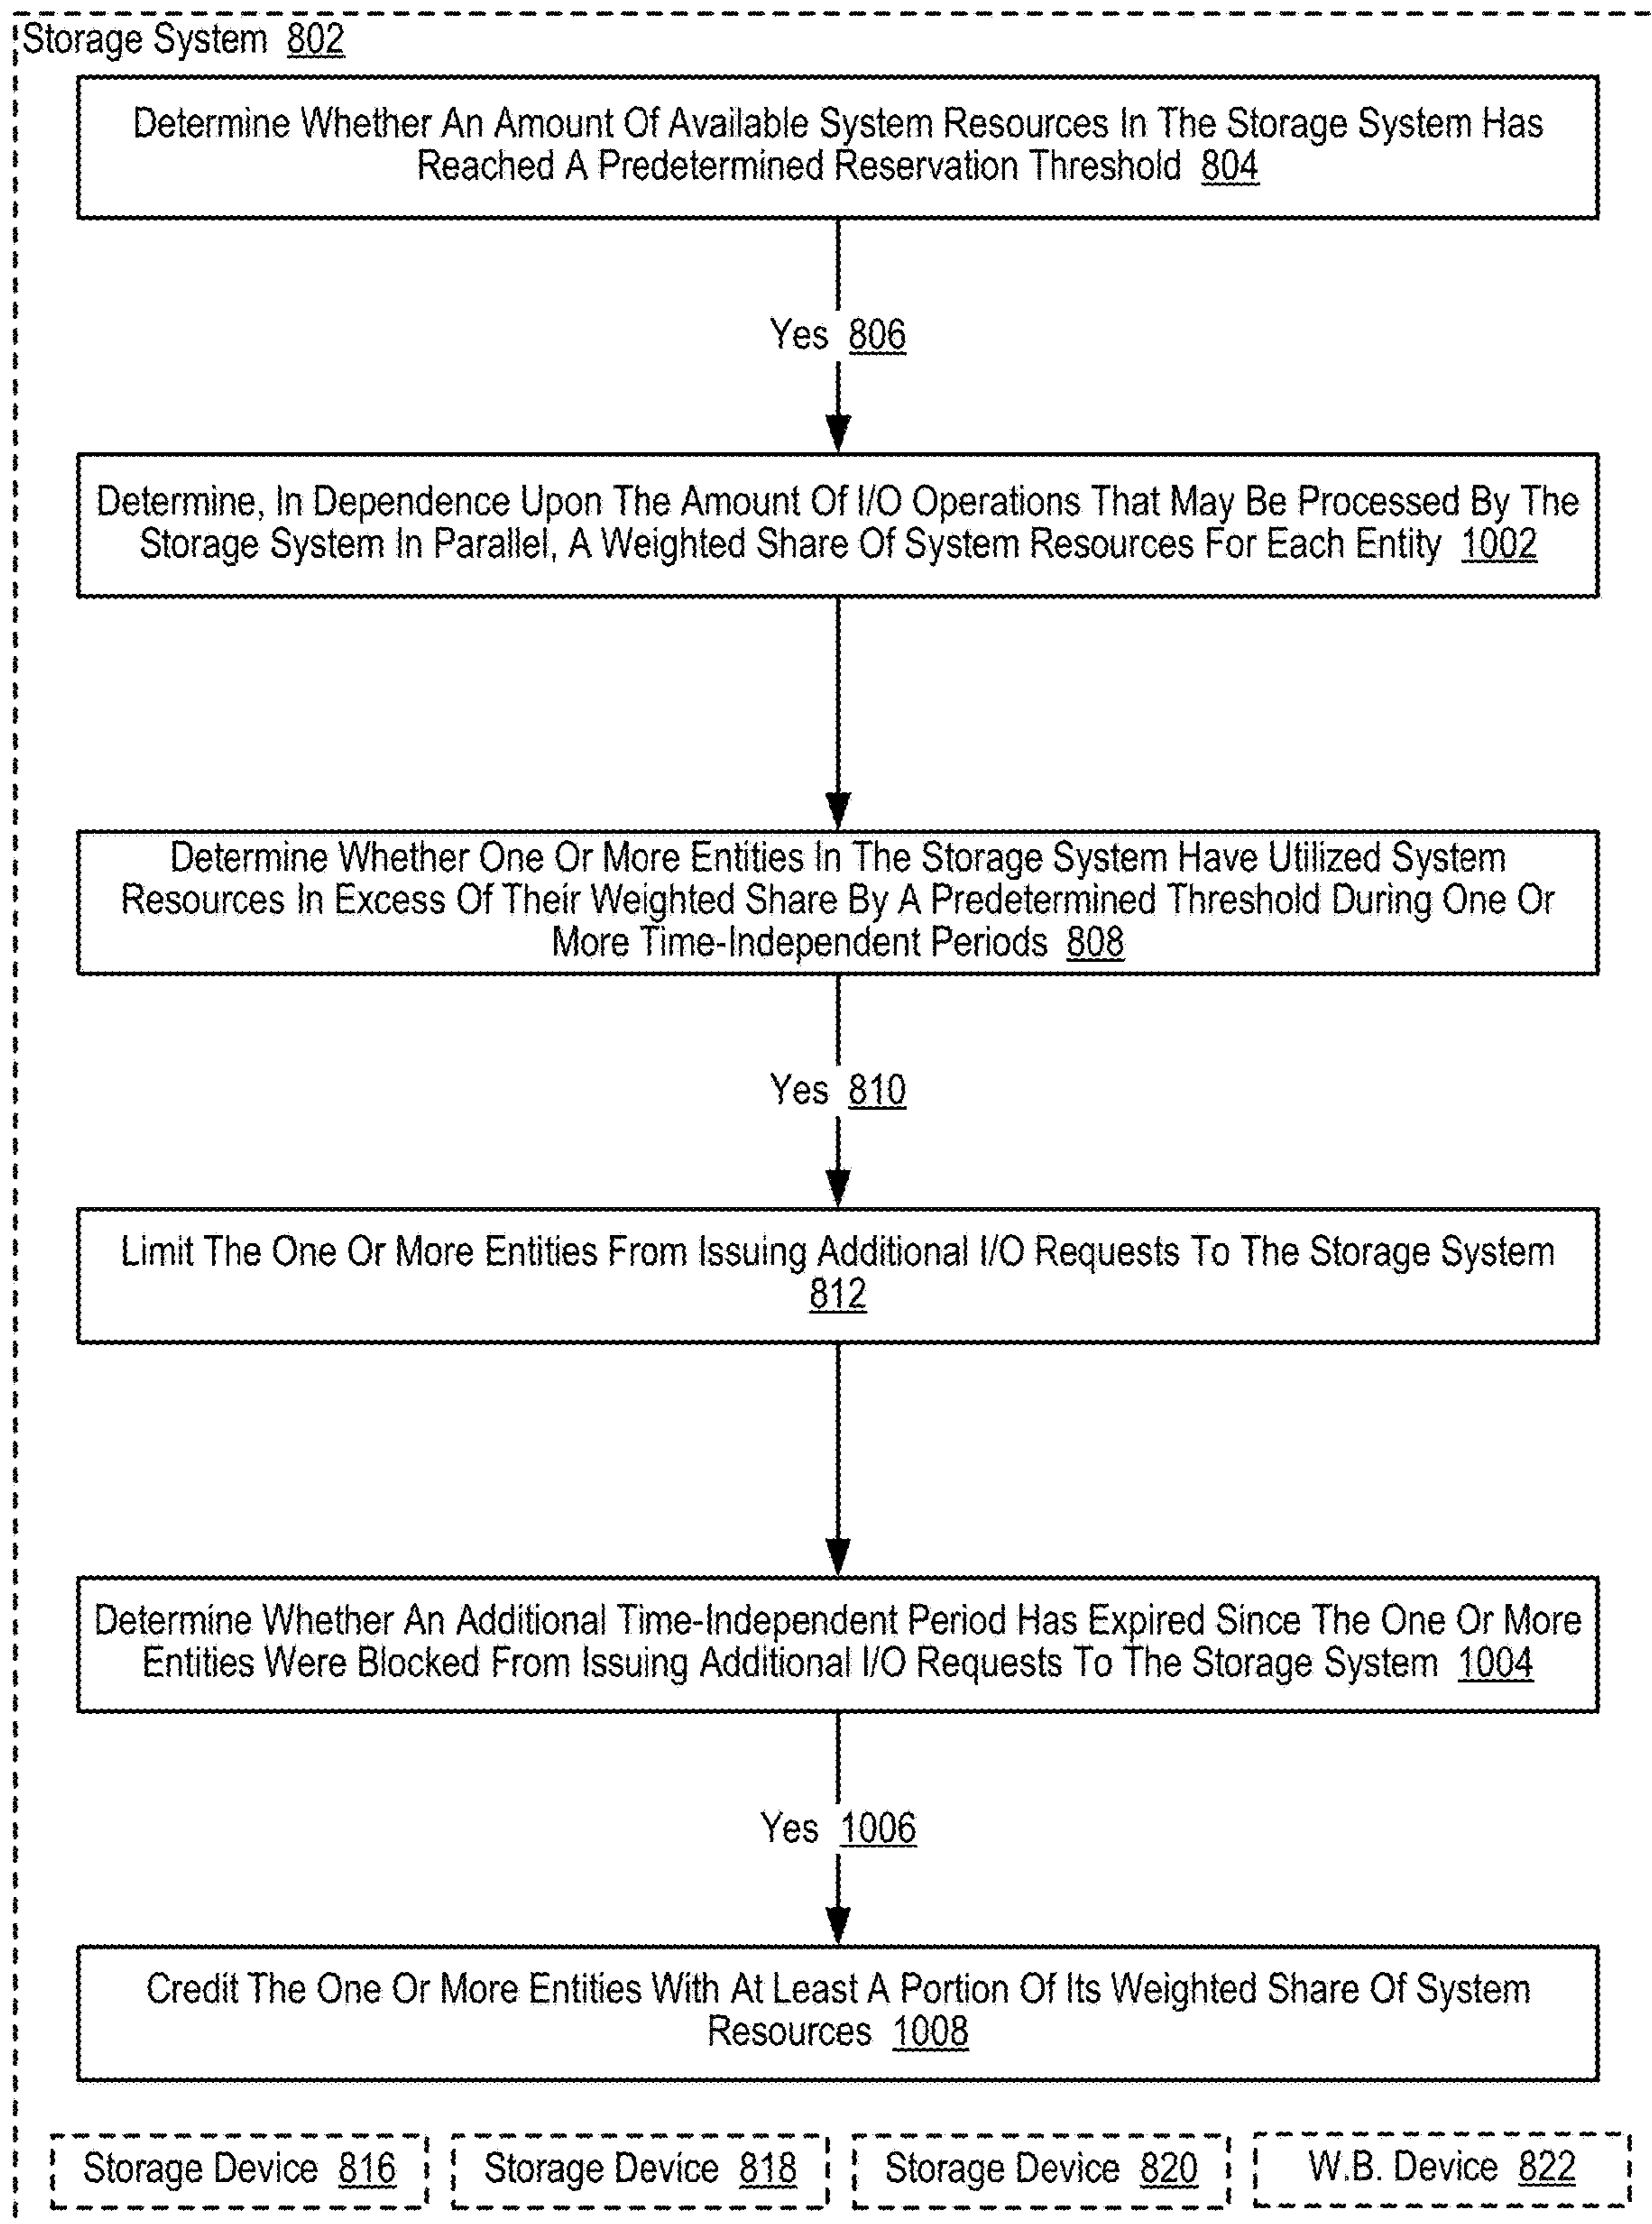 Storage System 802
Determine Whether An Amount Of Available System Resources In The Storage System Has
Reached A Predetermined Reservation Threshold 804
Yes 806
Determine, In Dependence Upon The Amount Of I/O Operations That May Be Processed By The
Storage System In Parallel, A Weighted Share Of System Resources For Each Entity 1002
Determine Whether One Or More Entities In The Storage System Have Utilized System
Resources In Excess Of Their Weighted Share By A Predetermined Threshold During One Or
More Time-Independent Periods 808
Yes 810
Limit The One Or More Entities From Issuing Additional I/O Requests To The Storage System
812
Determine Whether An Additional Time-Independent Period Has Expired Since The One Or More
Entities Were Blocked From Issuing Additional I/O Requests To The Storage System 1004
Yes 1006
Credit The One Or More Entities With At Least A Portion Of Its Weighted Share Of System
Resources 1008
Storage Device 816
Storage Device 818
Storage Device 820
W.B. Device 822